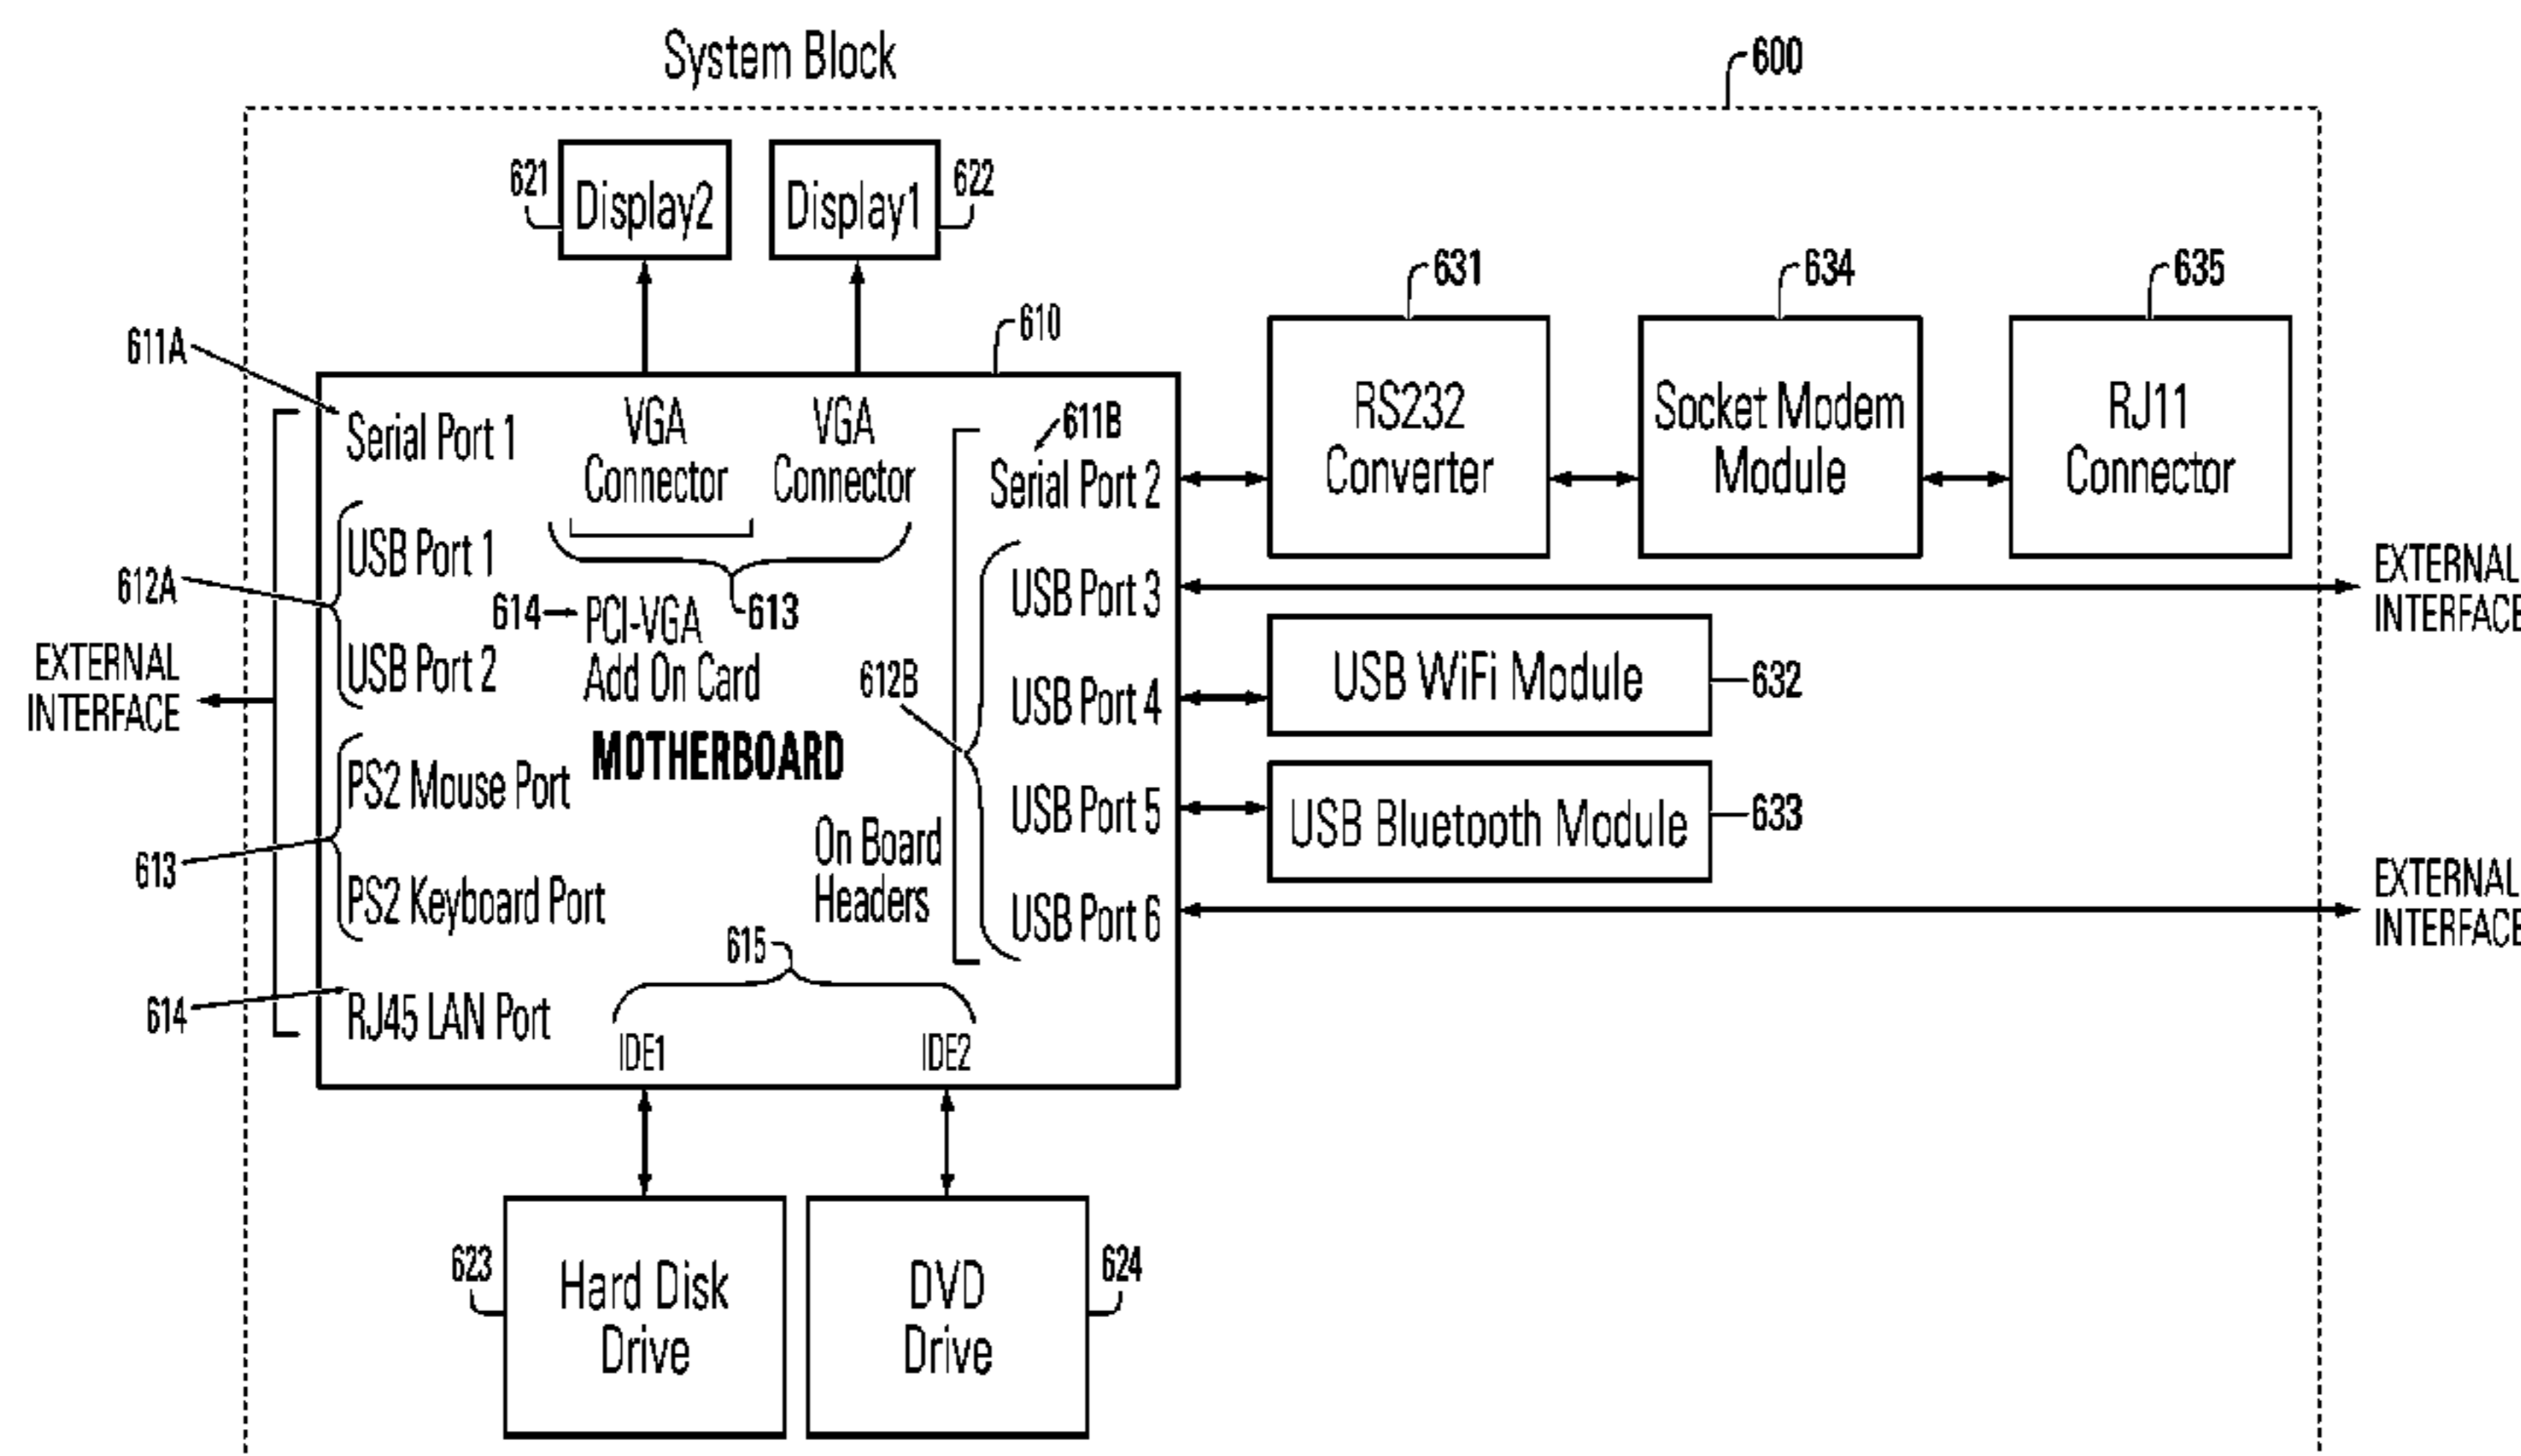 System Block
600
621
Display2
Display1
622
631
634
635
610
611A
Serial Port 1
VGA
Connector
VGA
Connector
611B
Serial Port 2
RS232
Converter
Socket Modem
Module
RJ11
Connector
612A
USB Port 1
USB Port 2
614
PCI-VGA
Add On Card
613
612B
USB Port 3
USB Port 4
USB Port 5
USB Port 6
EXTERNAL
INTERFACE
USB WiFi Module
632
EXTERNAL
INTERFACE
MOTHERBOARD
PS2 Mouse Port
PS2 Keyboard Port
613
On Board
Headers
USB Bluetooth Module
633
EXTERNAL
INTERFACE
615
614
RJ45 LAN Port
IDE1
IDE2
623
Hard Disk
Drive
DVD
Drive
624